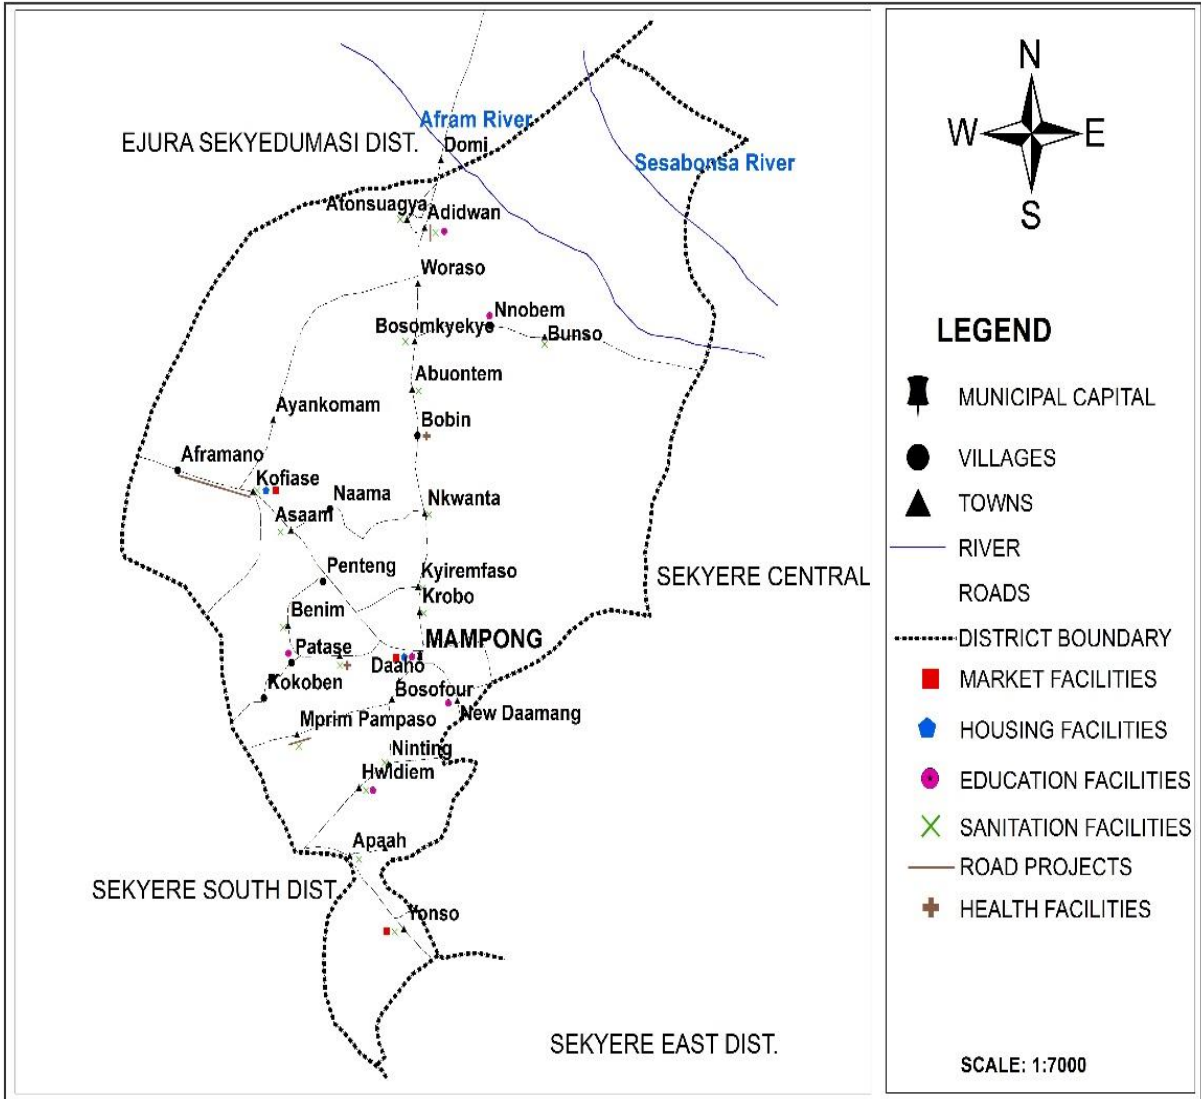 Afram River
EJURA SEKYEDUMASI DIST.
Domi
Sesabonsa River
Atonsuagya
Adidwan
Woraso
Nnobem
Bosomkyekye
Bunso
Abuontem
Ayankomam
Bobin
Aframano
Kofiase
Naama
Nkwanta
Asaam
Penteng
Kyiremfaso
SEKYERE CENTRAL
Benim
Krobo
MAMPONG
Patase
Daaho
Kokoben
Bosofour
New Daamang
Mprim Pampaso
Ninting
Hwidiem
Apaah
SEKYERE SOUTH DIST.
Yonso
SEKYERE EAST DIST.
N
W
E
S
LEGEND
MUNICIPAL CAPITAL
VILLAGES
TOWNS
RIVER
ROADS
DISTRICT BOUNDARY
MARKET FACILITIES
HOUSING FACILITIES
EDUCATION FACILITIES
SANITATION FACILITIES
ROAD PROJECTS
HEALTH FACILITIES
SCALE: 1:7000